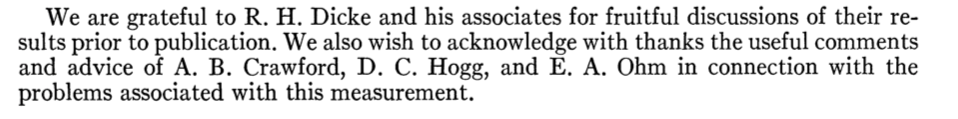 We are grateful to R. H. Dicke and his associates for fruitful discussions of their re-
sults prior to publication. We also wish to acknowledge with thanks the useful comments
and advice of A. B. Crawford, D. C. Hogg, and E. A. Ohm in connection with the
problems associated with this measurement.